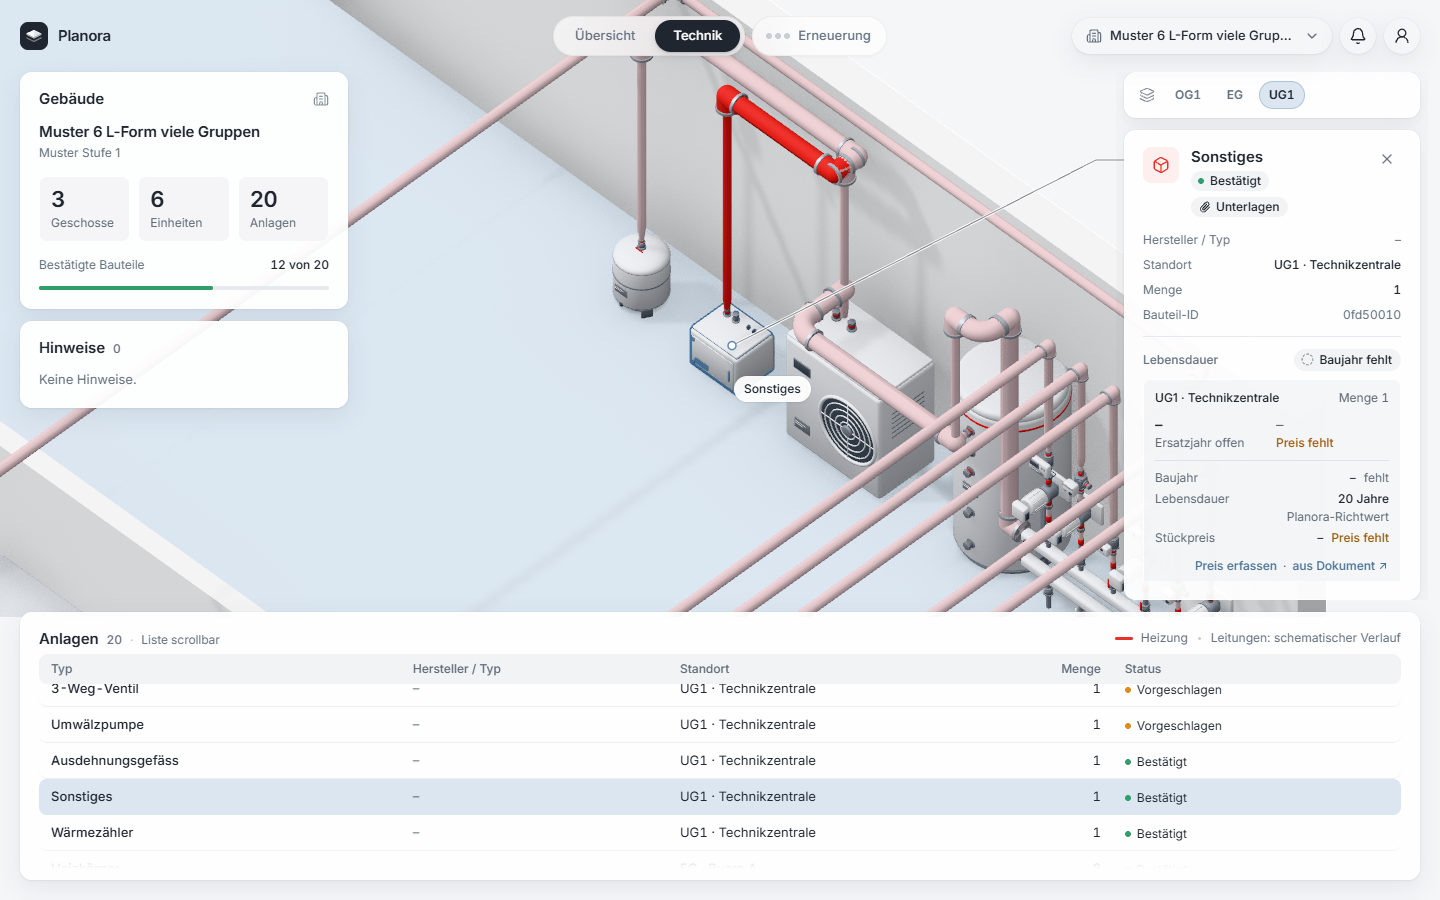 Planora
Übersicht
Technik
Erneuerung
Muster 6 L-Form viele Grup...
Gebäude
Muster 6 L-Form viele Gruppen
Muster Stufe 1
3 Geschosse
6 Einheiten
20 Anlagen
Bestätigte Bauteile 12 von 20
Hinweise 0
Keine Hinweise.
Sonstiges
OG1 EG UG1
Sonstiges
Bestätigt
Unterlagen
Hersteller / Typ –
Standort UG1 · Technikzentrale
Menge 1
Bauteil-ID 0fd50010
Lebensdauer Baujahr fehlt
UG1 · Technikzentrale Menge 1
– –
Ersatzjahr offen Preis fehlt
Baujahr – fehlt
Lebensdauer 20 Jahre
Planora-Richtwert
Stückpreis – Preis fehlt
Preis erfassen · aus Dokument ↗
Anlagen 20 · Liste scrollbar
Heizung • Leitungen: schematischer Verlauf
Typ Hersteller / Typ Standort Menge Status
3-Weg-Ventil – UG1 · Technikzentrale 1 Vorgeschlagen
Umwälzpumpe – UG1 · Technikzentrale 1 Vorgeschlagen
Ausdehnungsgefäss – UG1 · Technikzentrale 1 Bestätigt
Sonstiges – UG1 · Technikzentrale 1 Bestätigt
Wärmezähler – UG1 · Technikzentrale 1 Bestätigt